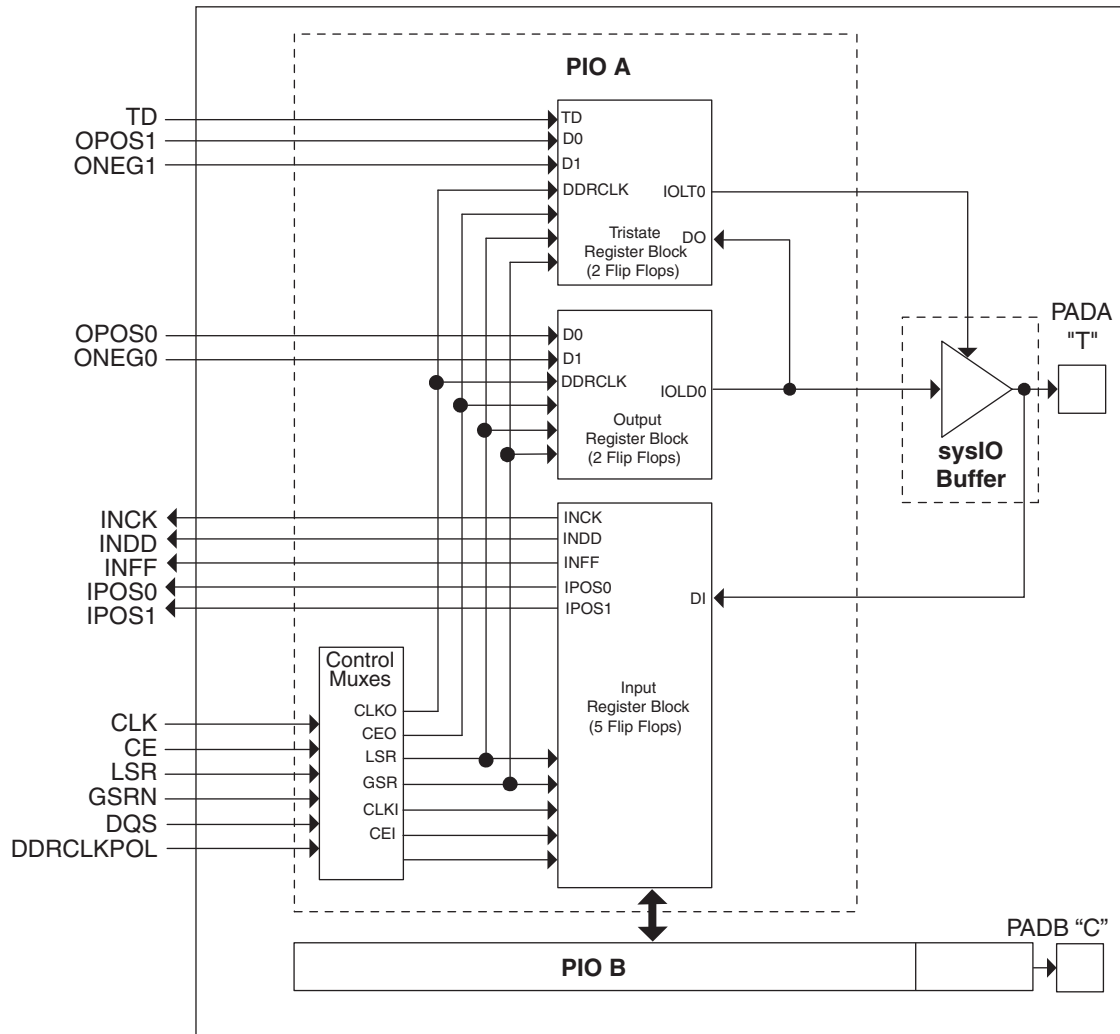 PIO A
TD
OPOS1
ONEG1
TD
D0
D1
DDRCLK
IOLT0
DO
Tristate
Register Block
(2 Flip Flops)
OPOS0
ONEG0
D0
D1
DDRCLK
IOLD0
Output
Register Block
(2 Flip Flops)
PADA
"T"
sysIO
Buffer
INCK
INDD
INFF
IPOS0
IPOS1
INCK
INDD
INFF
IPOS0
IPOS1
DI
Input
Register Block
(5 Flip Flops)
Control
Muxes
CLKO
CEO
LSR
GSR
CLKI
CEI
CLK
CE
LSR
GSRN
DQS
DDRCLKPOL
PADB “C”
PIO B